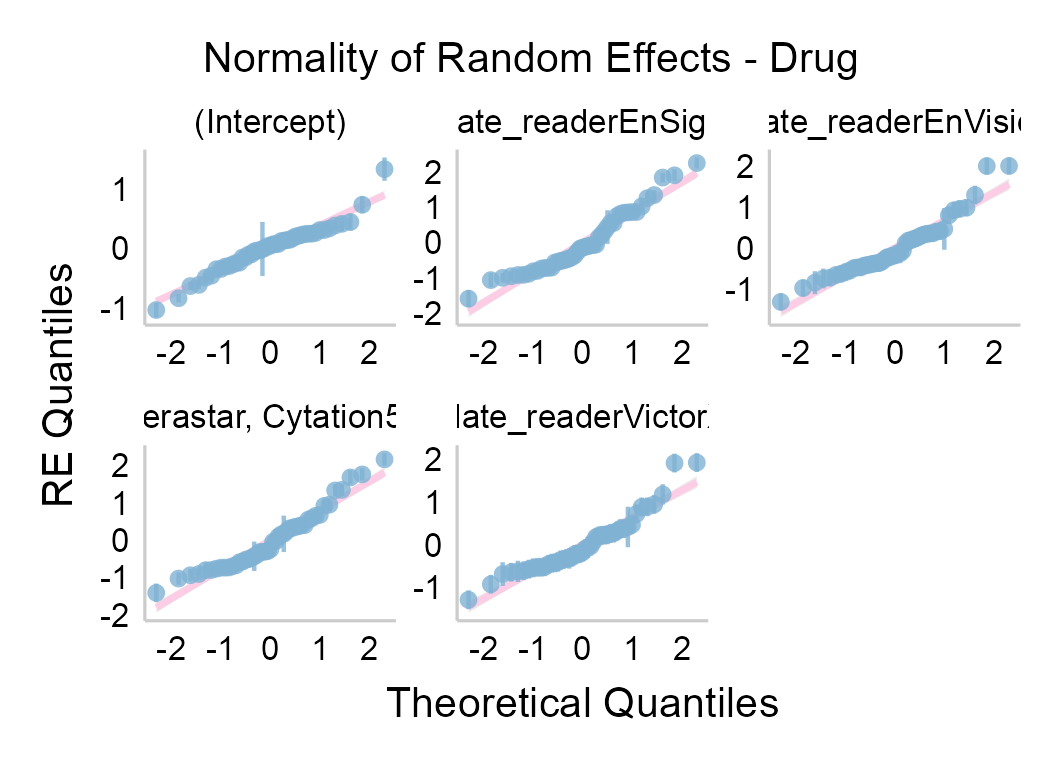 Normality of Random Effects - Drug
(Intercept)
ate_readerEnSig
ate_readerEnVisi
1
0
-1
-2 -1 0 1 2
2
1
0
-1
-2
-2 -1 0 1 2
2
1
0
-1
-2 -1 0 1 2
erastar, Cytation5
late_readerVictor
2
1
0
-1
-2
-2 -1 0 1 2
2
1
0
-1
-2 -1 0 1 2
RE Quantiles
Theoretical Quantiles